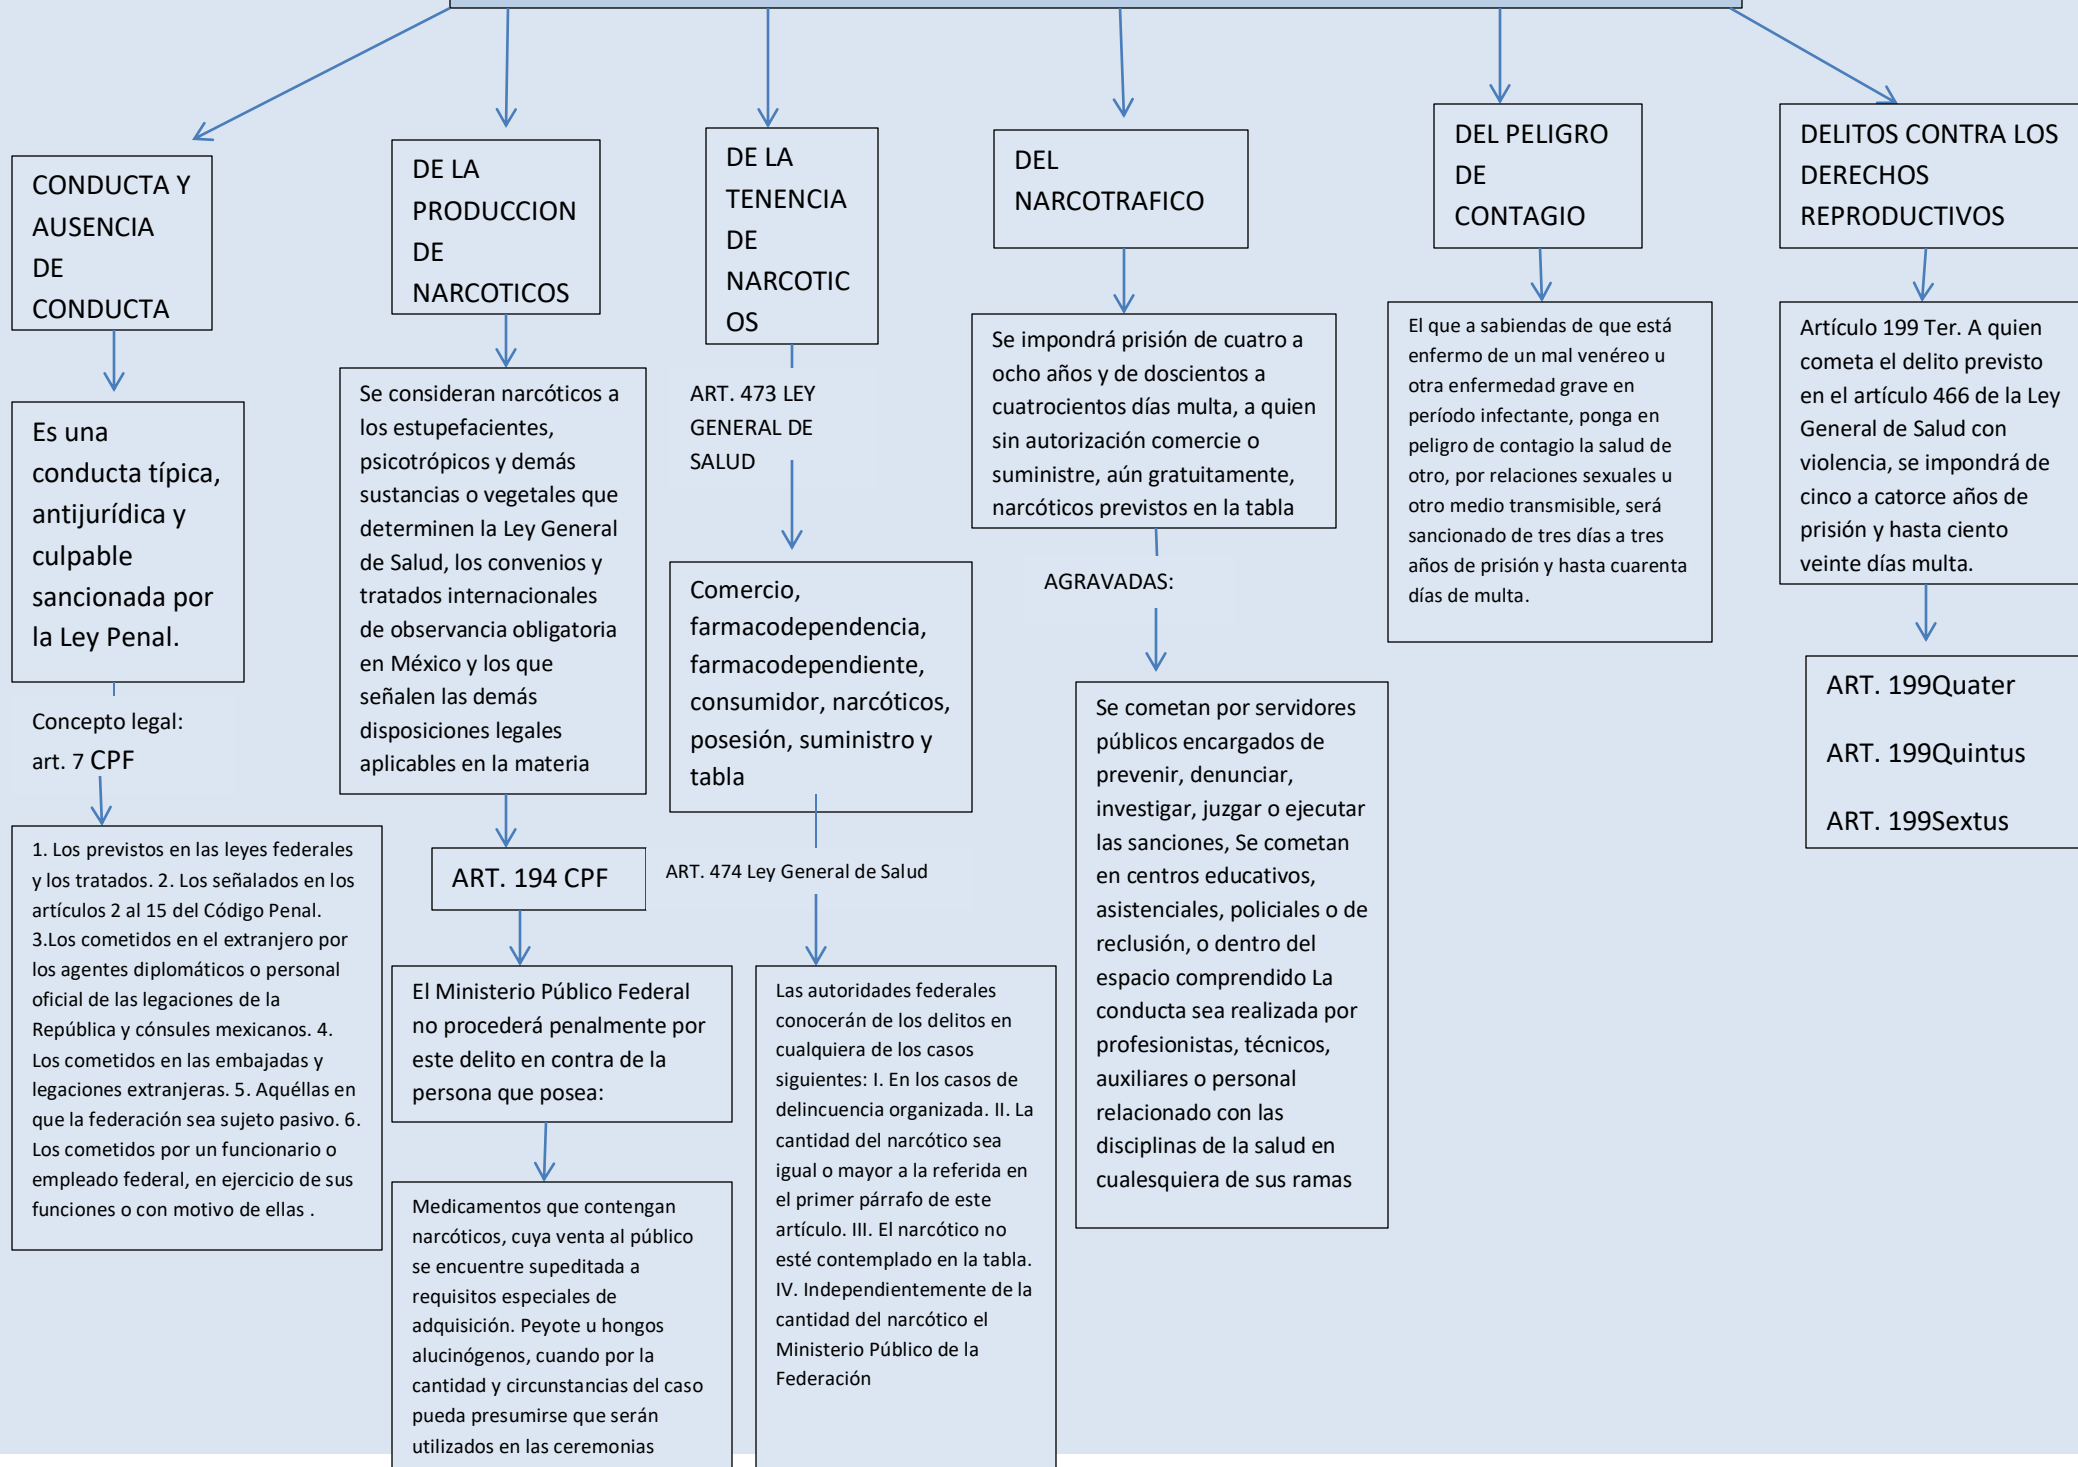 CONDUCTA Y
AUSENCIA
DE
CONDUCTA
Es una
conducta típica,
antijurídica y
culpable
sancionada por
la Ley Penal.
Concepto legal:
art. 7 CPF
1. Los previstos en las leyes federales
y los tratados. 2. Los señalados en los
artículos 2 al 15 del Código Penal.
3.Los cometidos en el extranjero por
los agentes diplomáticos o personal
oficial de las legaciones de la
República y cónsules mexicanos. 4.
Los cometidos en las embajadas y
legaciones extranjeras. 5. Aquéllas en
que la federación sea sujeto pasivo. 6.
Los cometidos por un funcionario o
empleado federal, en ejercicio de sus
funciones o con motivo de ellas .
DE LA
PRODUCCION
DE
NARCOTICOS
Se consideran narcóticos a
los estupefacientes,
psicotrópicos y demás
sustancias o vegetales que
determinen la Ley General
de Salud, los convenios y
tratados internacionales
de observancia obligatoria
en México y los que
señalen las demás
disposiciones legales
aplicables en la materia
ART. 194 CPF
El Ministerio Público Federal
no procederá penalmente por
este delito en contra de la
persona que posea:
Medicamentos que contengan
narcóticos, cuya venta al público
se encuentre supeditada a
requisitos especiales de
adquisición. Peyote u hongos
alucinógenos, cuando por la
cantidad y circunstancias del caso
pueda presumirse que serán
utilizados en las ceremonias
DE LA
TENENCIA
DE
NARCOTIC
OS
ART. 473 LEY
GENERAL DE
SALUD
Comercio,
farmacodependencia,
farmacodependiente,
consumidor, narcóticos,
posesión, suministro y
tabla
ART. 474 Ley General de Salud
Las autoridades federales
conocerán de los delitos en
cualquiera de los casos
siguientes: I. En los casos de
delincuencia organizada. II. La
cantidad del narcótico sea
igual o mayor a la referida en
el primer párrafo de este
artículo. III. El narcótico no
esté contemplado en la tabla.
IV. Independientemente de la
cantidad del narcótico el
Ministerio Público de la
Federación
DEL
NARCOTRAFICO
Se impondrá prisión de cuatro a
ocho años y de doscientos a
cuatrocientos días multa, a quien
sin autorización comercie o
suministre, aún gratuitamente,
narcóticos previstos en la tabla
AGRAVADAS:
Se cometan por servidores
públicos encargados de
prevenir, denunciar,
investigar, juzgar o ejecutar
las sanciones, Se cometan
en centros educativos,
asistenciales, policiales o de
reclusión, o dentro del
espacio comprendido La
conducta sea realizada por
profesionistas, técnicos,
auxiliares o personal
relacionado con las
disciplinas de la salud en
cualesquiera de sus ramas
DEL PELIGRO
DE
CONTAGIO
El que a sabiendas de que está
enfermo de un mal venéreo u
otra enfermedad grave en
período infectante, ponga en
peligro de contagio la salud de
otro, por relaciones sexuales u
otro medio transmisible, será
sancionado de tres días a tres
años de prisión y hasta cuarenta
días de multa.
DELITOS CONTRA LOS
DERECHOS
REPRODUCTIVOS
Artículo 199 Ter. A quien
cometa el delito previsto
en el artículo 466 de la Ley
General de Salud con
violencia, se impondrá de
cinco a catorce años de
prisión y hasta ciento
veinte días multa.
ART. 199Quater
ART. 199Quintus
ART. 199Sextus